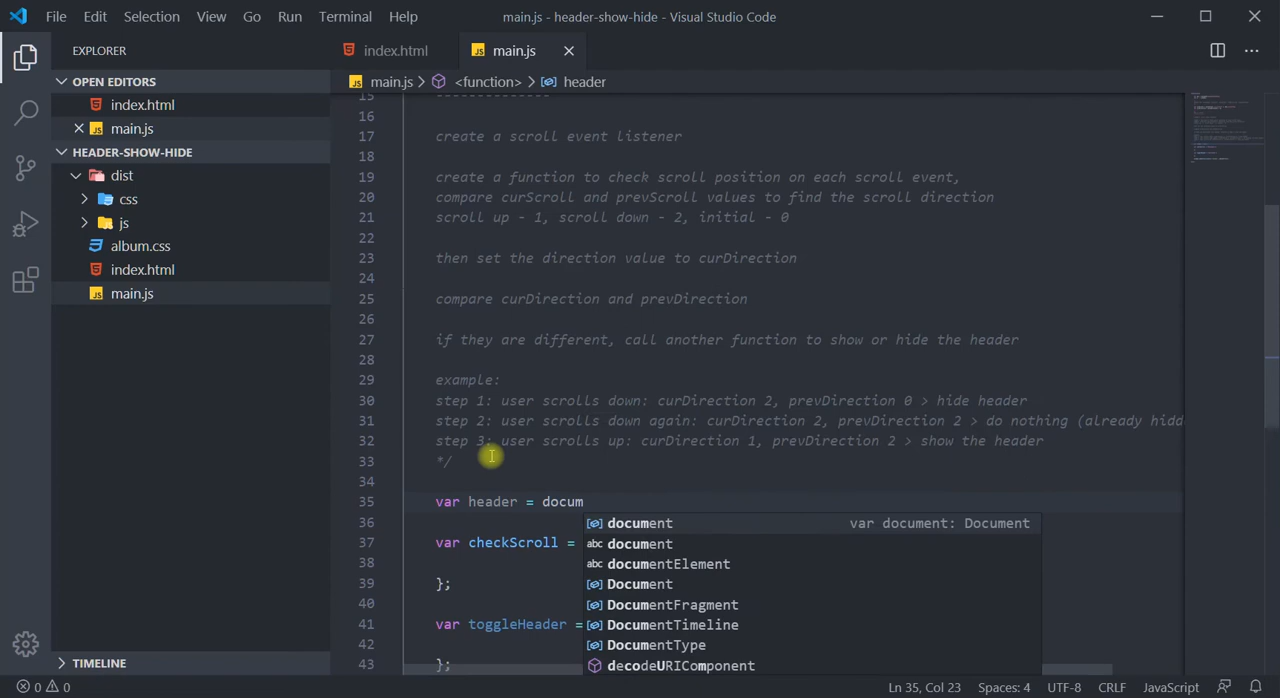 File Edit Selection View Go Run Terminal Help
main.js - header-show-hide - Visual Studio Code
EXPLORER
index.html
JS main.js
OPEN EDITORS
index.html
JS main.js
HEADER-SHOW-HIDE
dist
css
js
album.css
index.html
JS main.js
TIMELINE
JS main.js > <function> > header
15 --------------
16
17 create a scroll event listener
18
19 create a function to check scroll position on each scroll event,
20 compare curScroll and prevScroll values to find the scroll direction
21 scroll up - 1, scroll down - 2, initial - 0
22
23 then set the direction value to curDirection
24
25 compare curDirection and prevDirection
26
27 if they are different, call another function to show or hide the header
28
29 example:
30 step 1: user scrolls down: curDirection 2, prevDirection 0 > hide header
31 step 2: user scrolls down again: curDirection 2, prevDirection 2 > do nothing (already hidd
32 step 3: user scrolls up: curDirection 1, prevDirection 2 > show the header
33 */
34
35 var header = docum
36
37 var checkScroll =
38
39 };
40
41 var toggleHeader =
42
43 };
document var document: Document
abc document
abc documentElement
Document
DocumentFragment
DocumentTimeline
DocumentType
decodeURIComponent
0 0
Ln 35, Col 23 Spaces: 4 UTF-8 CRLF JavaScript